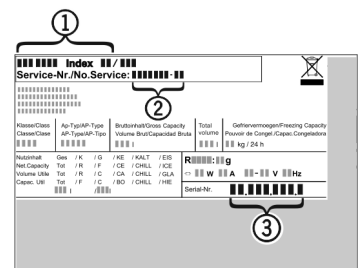 1
Index /
Service-Nr./No.Service: -
2
Klasse/Class Ap-Typ/AP-Type Bruttoinhalt/Gross Capacity Total Gefriervermoegen/Freezing Capacity
Classe/Clase AP-Type/AP-Tipo Volume Brut/Capacidad Bruta volume Pouvoir de Congel./Capac.Congeladora
l l kg / 24 h
Nutzinhalt Ges / K / G / KE / KALT / EIS
Net.Capacity Tot / R / F / CE / CHILL / ICE
Volume Utile Tot / R / C / CA / CHILL / GLA
Capac. Util Tot / F / C / BO / CHILL / HIE
l / l
R : g
W A - V Hz
Serial-Nr. . . .
3